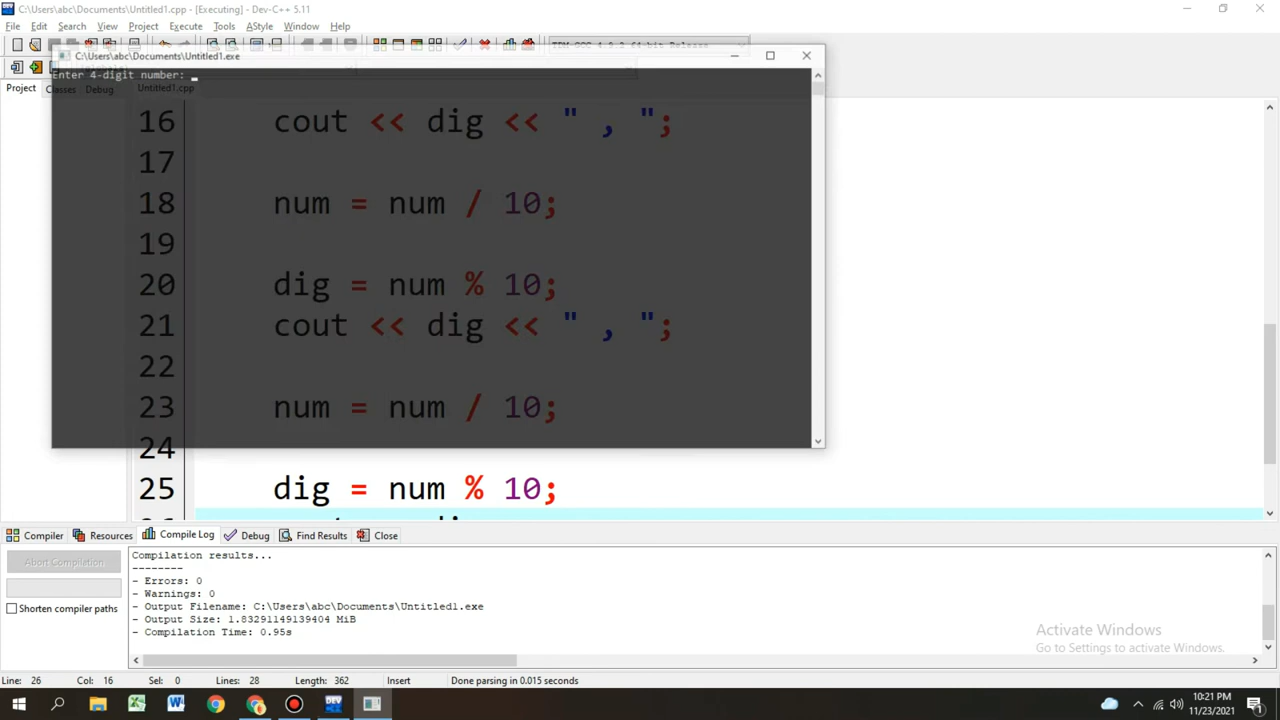 C:\Users\abc\Documents\Untitled1.cpp - [Executing] - Dev-C++ 5.11
File Edit Search View Project Execute Tools AStyle Window Help
C:\Users\abc\Documents\Untitled1.exe
Enter 4-digit number:
Project Classes Debug Untitled1.cpp
16 cout << dig << " , ";
17
18 num = num / 10;
19
20 dig = num % 10;
21 cout << dig << " , ";
22
23 num = num / 10;
24
25 dig = num % 10;
Compiler Resources Compile Log Debug Find Results Close
Abort Compilation
Shorten compiler paths
Compilation results...
--------
- Errors: 0
- Warnings: 0
- Output Filename: C:\Users\abc\Documents\Untitled1.exe
- Output Size: 1.83291149139404 MiB
- Compilation Time: 0.95s
Activate Windows
Go to Settings to activate Windows.
Line: 26 Col: 16 Sel: 0 Lines: 28 Length: 362 Insert Done parsing in 0.015 seconds
DEV
10:21 PM
11/23/2021